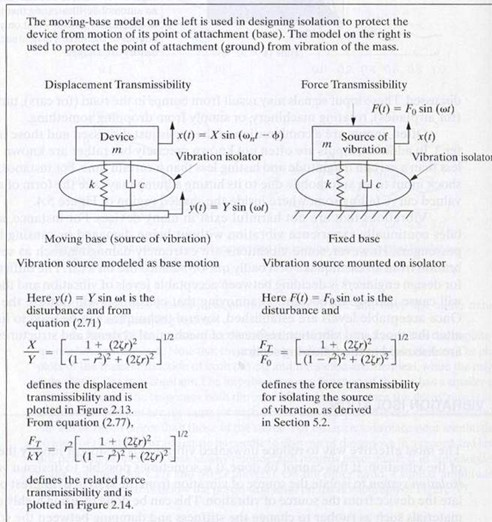 The moving-base model on the left is used in designing isolation to protect the
device from motion of its point of attachment (base). The model on the right is
used to protect the point of attachment (ground) from vibration of the mass.
Displacement Transmissibility
Device
m
x(t) = X sin (ωₙt − ϕ)
Vibration isolator
k
c
y(t) = Y sin (ωt)
Moving base (source of vibration)
Vibration source modeled as base motion
Here y(t) = Y sin ωt is the
disturbance and from
equation (2.71)
X/Y = [1 + (2ζr)² / (1 − r²)² + (2ζr)²]^1/2
defines the displacement
transmissibility and is
plotted in Figure 2.13.
From equation (2.77),
F_T/kY = r²[1 + (2ζr)² / (1 − r²)² + (2ζr)²]^1/2
defines the related force
transmissibility and is
plotted in Figure 2.14.
Force Transmissibility
F(t) = F₀ sin (ωt)
m
Source of
vibration
x(t)
Vibration isolator
k
c
Fixed base
Vibration source mounted on isolator
Here F(t) = F₀ sin ωt is the
disturbance and
F_T/F₀ = [1 + (2ζr)² / (1 − r²)² + (2ζr)²]^1/2
defines the force transmissibility
for isolating the source
of vibration as derived
in Section 5.2.